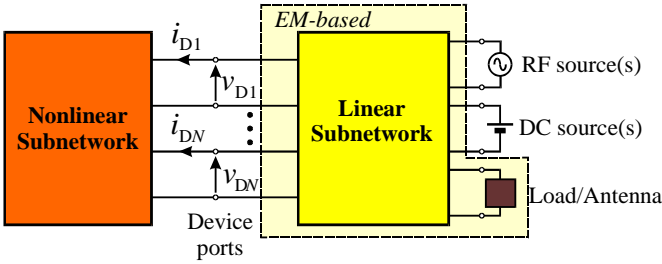 EM-based
i_D1
v_D1
Nonlinear
Subnetwork
Linear
Subnetwork
i_DN
v_DN
Device
ports
RF source(s)
DC source(s)
Load/Antenna